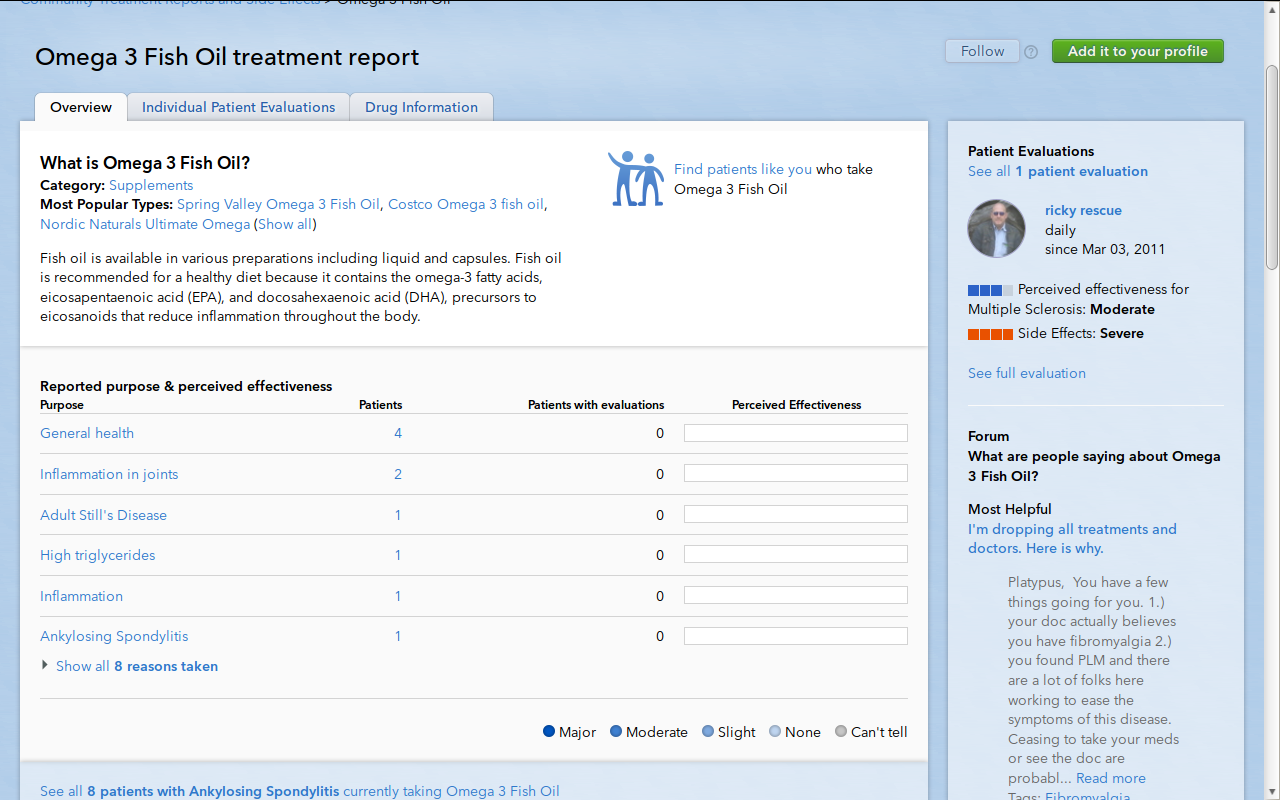 Community Treatment Reports and Side Effects > Omega 3 Fish Oil
Omega 3 Fish Oil treatment report
Follow
?
Add it to your profile
Overview
Individual Patient Evaluations
Drug Information
What is Omega 3 Fish Oil?
Category: Supplements
Most Popular Types: Spring Valley Omega 3 Fish Oil, Costco Omega 3 fish oil,
Nordic Naturals Ultimate Omega (Show all)
Fish oil is available in various preparations including liquid and capsules. Fish oil
is recommended for a healthy diet because it contains the omega-3 fatty acids,
eicosapentaenoic acid (EPA), and docosahexaenoic acid (DHA), precursors to
eicosanoids that reduce inflammation throughout the body.
Find patients like you who take
Omega 3 Fish Oil
Reported purpose & perceived effectiveness
Purpose Patients Patients with evaluations Perceived Effectiveness
General health 4 0
Inflammation in joints 2 0
Adult Still's Disease 1 0
High triglycerides 1 0
Inflammation 1 0
Ankylosing Spondylitis 1 0
Show all 8 reasons taken
Major Moderate Slight None Can't tell
See all 8 patients with Ankylosing Spondylitis currently taking Omega 3 Fish Oil
Patient Evaluations
See all 1 patient evaluation
ricky rescue
daily
since Mar 03, 2011
Perceived effectiveness for
Multiple Sclerosis: Moderate
Side Effects: Severe
See full evaluation
Forum
What are people saying about Omega
3 Fish Oil?
Most Helpful
I'm dropping all treatments and
doctors. Here is why.
Platypus, You have a few
things going for you. 1.)
your doc actually believes
you have fibromyalgia 2.)
you found PLM and there
are a lot of folks here
working to ease the
symptoms of this disease.
Ceasing to take your meds
or see the doc are
probabl... Read more
Tags: Fibromyalgia